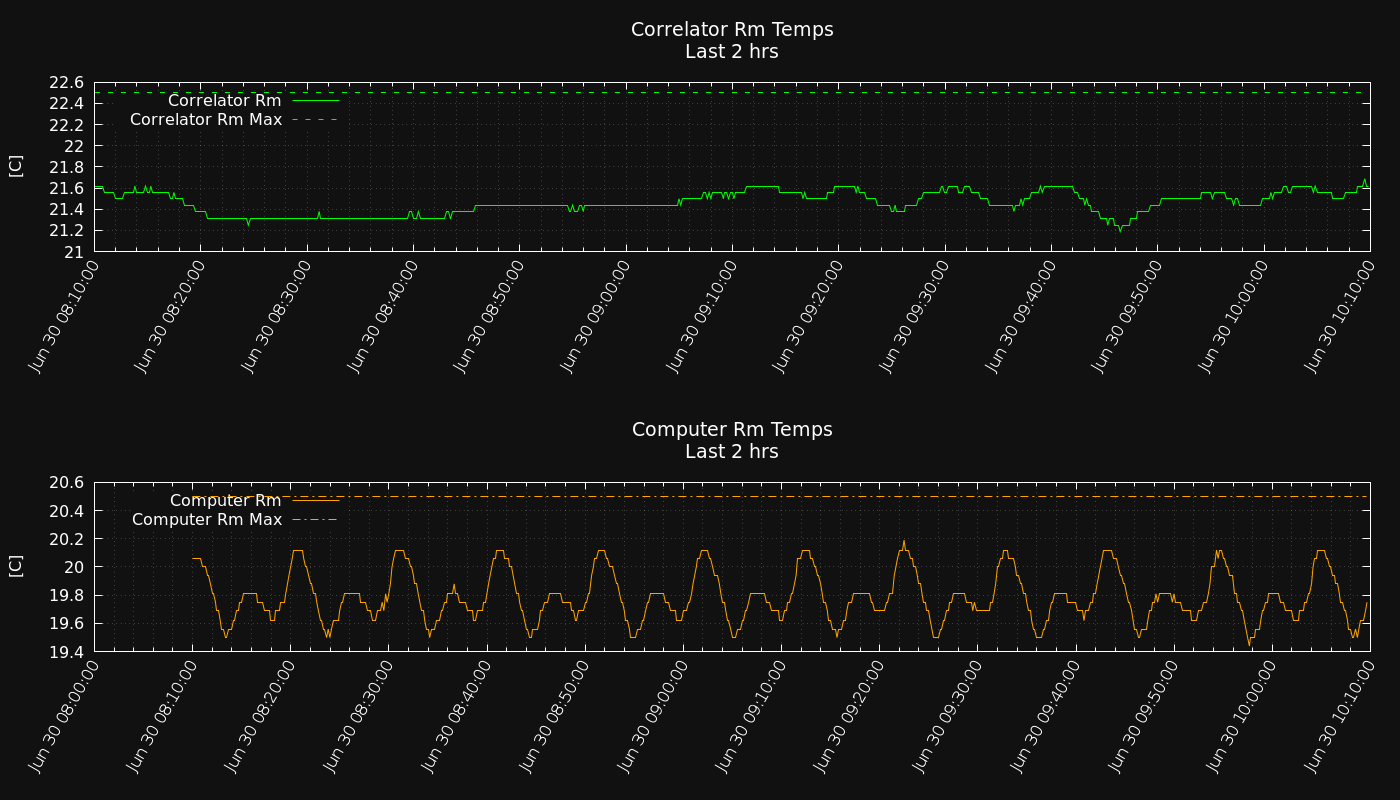 Correlator Rm Temps
Last 2 hrs
22.6
22.4
22.2
22
21.8
21.6
21.4
21.2
21
[C]
Correlator Rm
Correlator Rm Max
Jun 30 08:10:00
Jun 30 08:20:00
Jun 30 08:30:00
Jun 30 08:40:00
Jun 30 08:50:00
Jun 30 09:00:00
Jun 30 09:10:00
Jun 30 09:20:00
Jun 30 09:30:00
Jun 30 09:40:00
Jun 30 09:50:00
Jun 30 10:00:00
Jun 30 10:10:00
Computer Rm Temps
Last 2 hrs
20.6
20.4
20.2
20
19.8
19.6
19.4
[C]
Computer Rm
Computer Rm Max
Jun 30 08:00:00
Jun 30 08:10:00
Jun 30 08:20:00
Jun 30 08:30:00
Jun 30 08:40:00
Jun 30 08:50:00
Jun 30 09:00:00
Jun 30 09:10:00
Jun 30 09:20:00
Jun 30 09:30:00
Jun 30 09:40:00
Jun 30 09:50:00
Jun 30 10:00:00
Jun 30 10:10:00